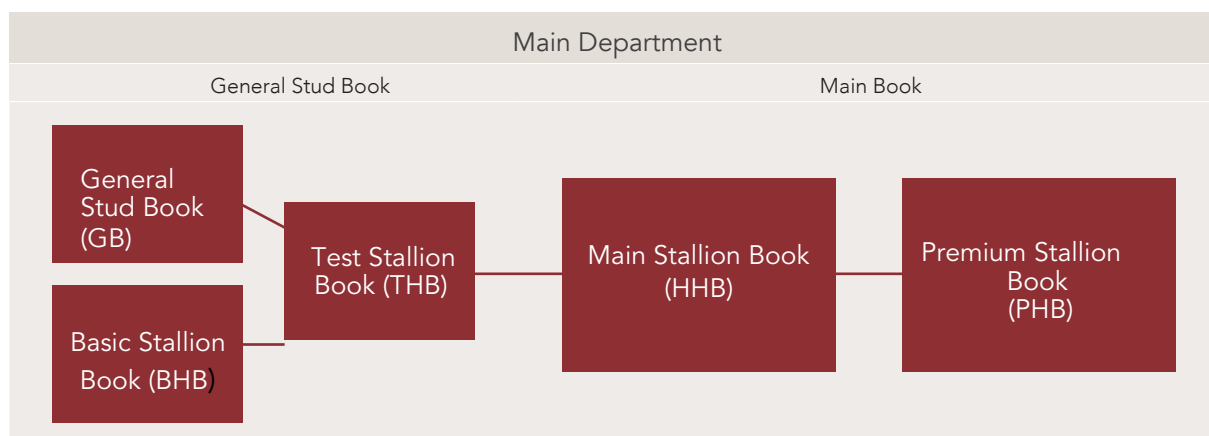 Main Department
General Stud Book
Main Book
General
Stud Book
(GB)
Basic Stallion
Book (BHB)
Test Stallion
Book (THB)
Main Stallion Book
(HHB)
Premium Stallion
Book
(PHB)